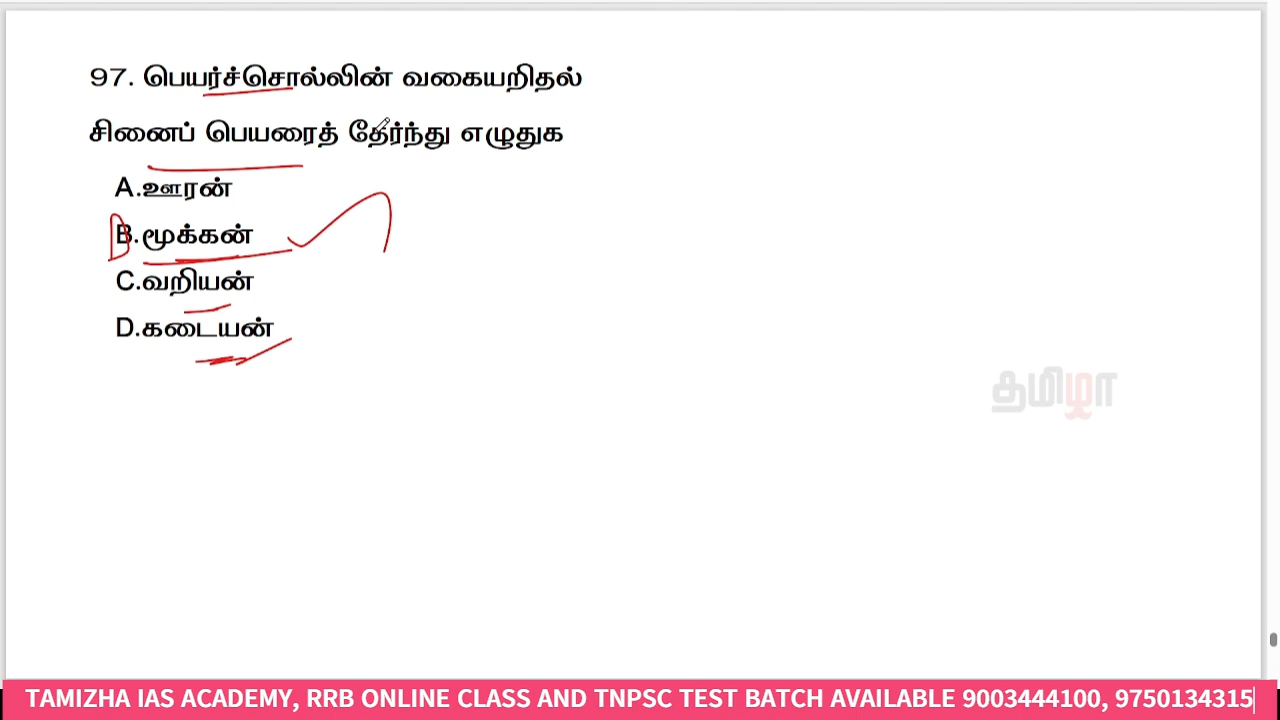 97. பெயர்ச்சொல்லின் வகையறிதல்
சினைப் பெயரைத் தேர்ந்து எழுதுக
A.ஊரன்
B.மூக்கன்
C.வறியன்
D.கடையன்
தமிழா
TAMIZHA IAS ACADEMY, RRB ONLINE CLASS AND TNPSC TEST BATCH AVAILABLE 9003444100, 9750134315